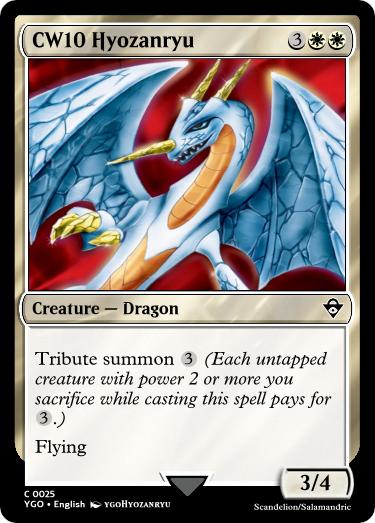 CW10 Hyozanryu 3
Creature — Dragon
Tribute summon 3 (Each untapped
creature with power 2 or more you
sacrifice while casting this spell pays for
3.)
Flying
3/4
C 0025
YGO • English YGOHYOZANRYU
Scandelion/Salamandric